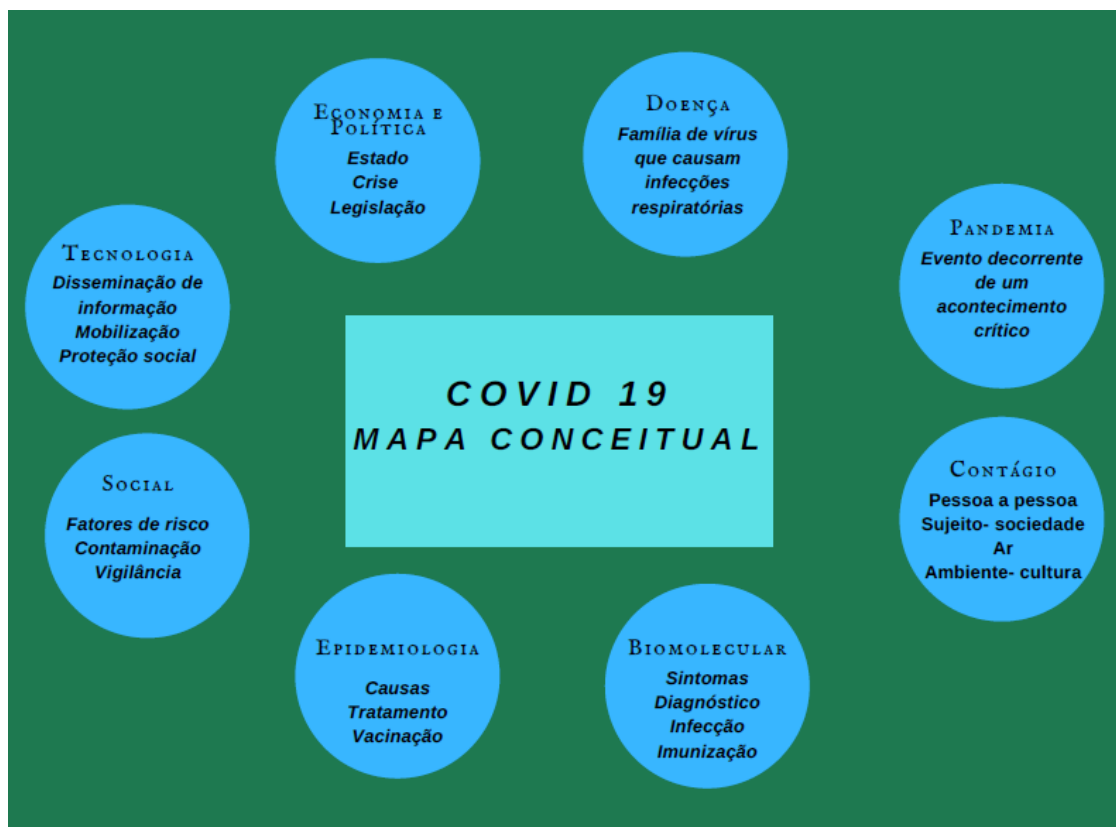 Economia e
Política
Estado
Crise
Legislação
Doença
Família de vírus
que causam
infecções
respiratórias
Pandemia
Evento decorrente
de um
acontecimento
crítico
Tecnologia
Disseminação de
informação
Mobilização
Proteção social
COVID 19
MAPA CONCEITUAL
Social
Fatores de risco
Contaminação
Vigilância
Contágio
Pessoa a pessoa
Sujeito- sociedade
Ar
Ambiente- cultura
Epidemiologia
Causas
Tratamento
Vacinação
Biomolecular
Sintomas
Diagnóstico
Infecção
Imunização